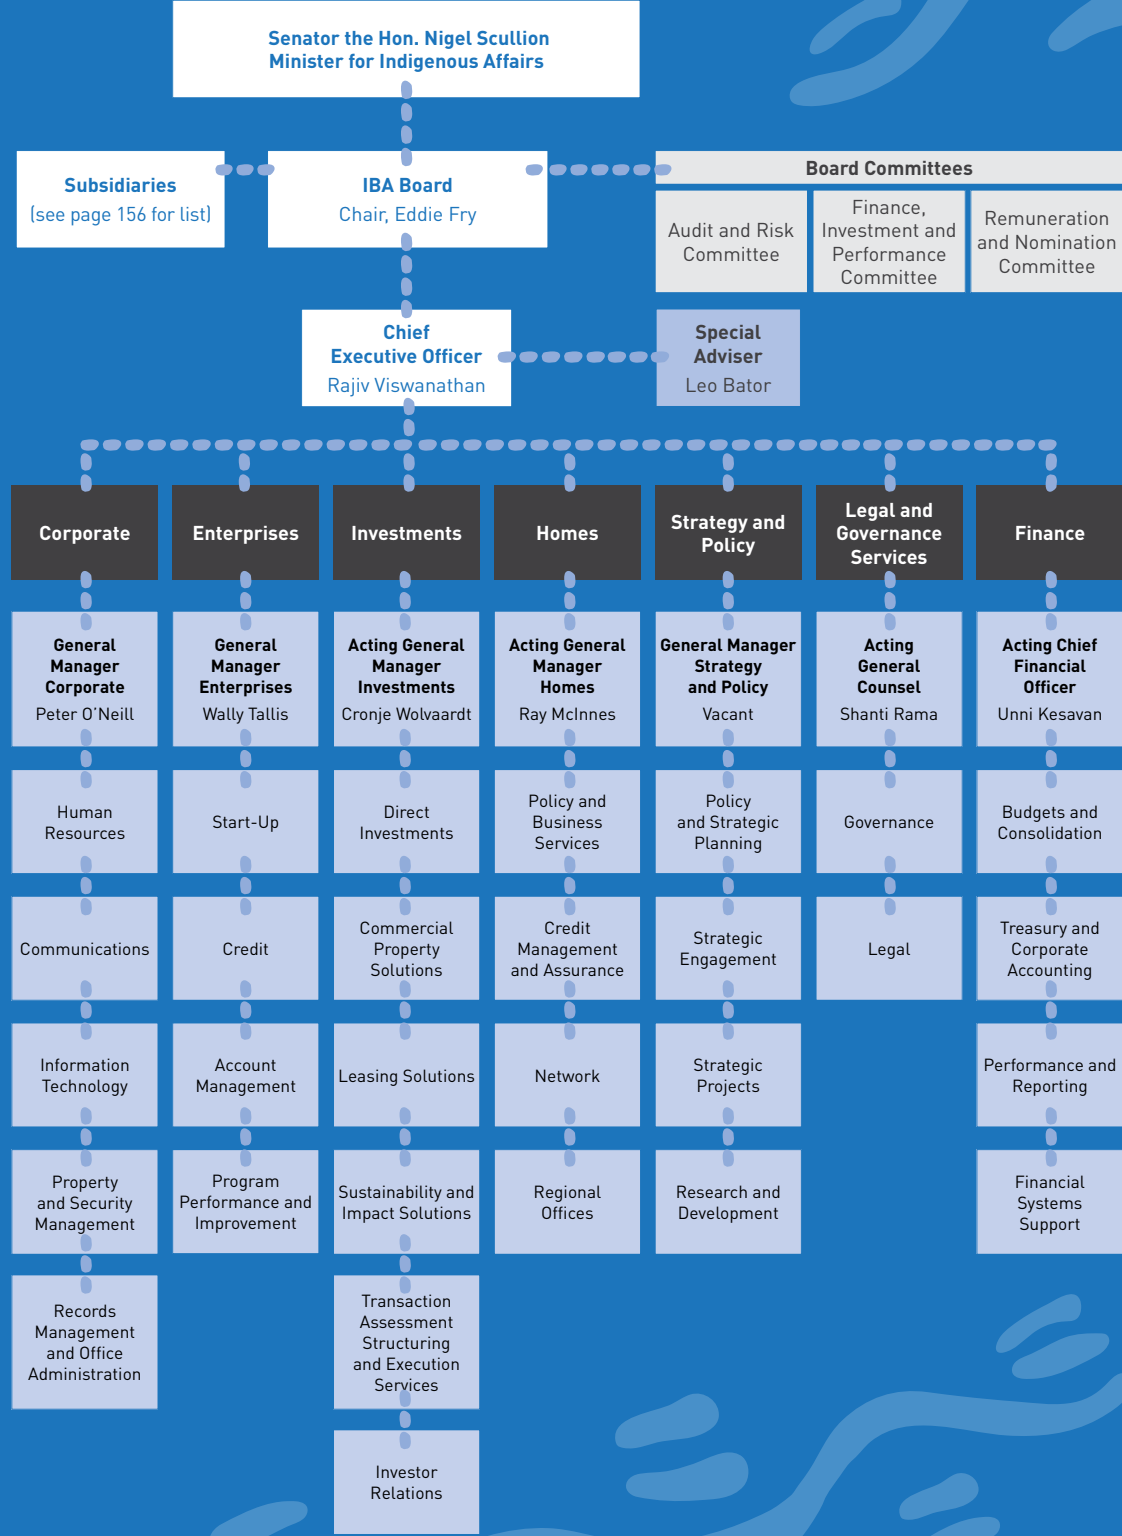 Senator the Hon. Nigel Scullion
Minister for Indigenous Affairs
Subsidiaries
(see page 156 for list)
IBA Board
Chair, Eddie Fry
Board Committees
Audit and Risk
Committee
Finance,
Investment and
Performance
Committee
Remuneration
and Nomination
Committee
Chief
Executive Officer
Rajiv Viswanathan
Special
Adviser
Leo Bator
Corporate
General
Manager
Corporate
Peter O'Neill
Human
Resources
Communications
Information
Technology
Property
and Security
Management
Records
Management
and Office
Administration
Enterprises
General
Manager
Enterprises
Wally Tallis
Start-Up
Credit
Account
Management
Program
Performance and
Improvement
Investments
Acting General
Manager
Investments
Cronje Wolvaardt
Direct
Investments
Commercial
Property
Solutions
Leasing Solutions
Sustainability and
Impact Solutions
Transaction
Assessment
Structuring
and Execution
Services
Investor
Relations
Homes
Acting General
Manager
Homes
Ray McInnes
Policy and
Business
Services
Credit
Management
and Assurance
Network
Regional
Offices
Strategy and
Policy
General Manager
Strategy
and Policy
Vacant
Policy
and Strategic
Planning
Strategic
Engagement
Strategic
Projects
Research and
Development
Legal and
Governance
Services
Acting
General
Counsel
Shanti Rama
Governance
Legal
Finance
Acting Chief
Financial
Officer
Unni Kesavan
Budgets and
Consolidation
Treasury and
Corporate
Accounting
Performance and
Reporting
Financial
Systems
Support